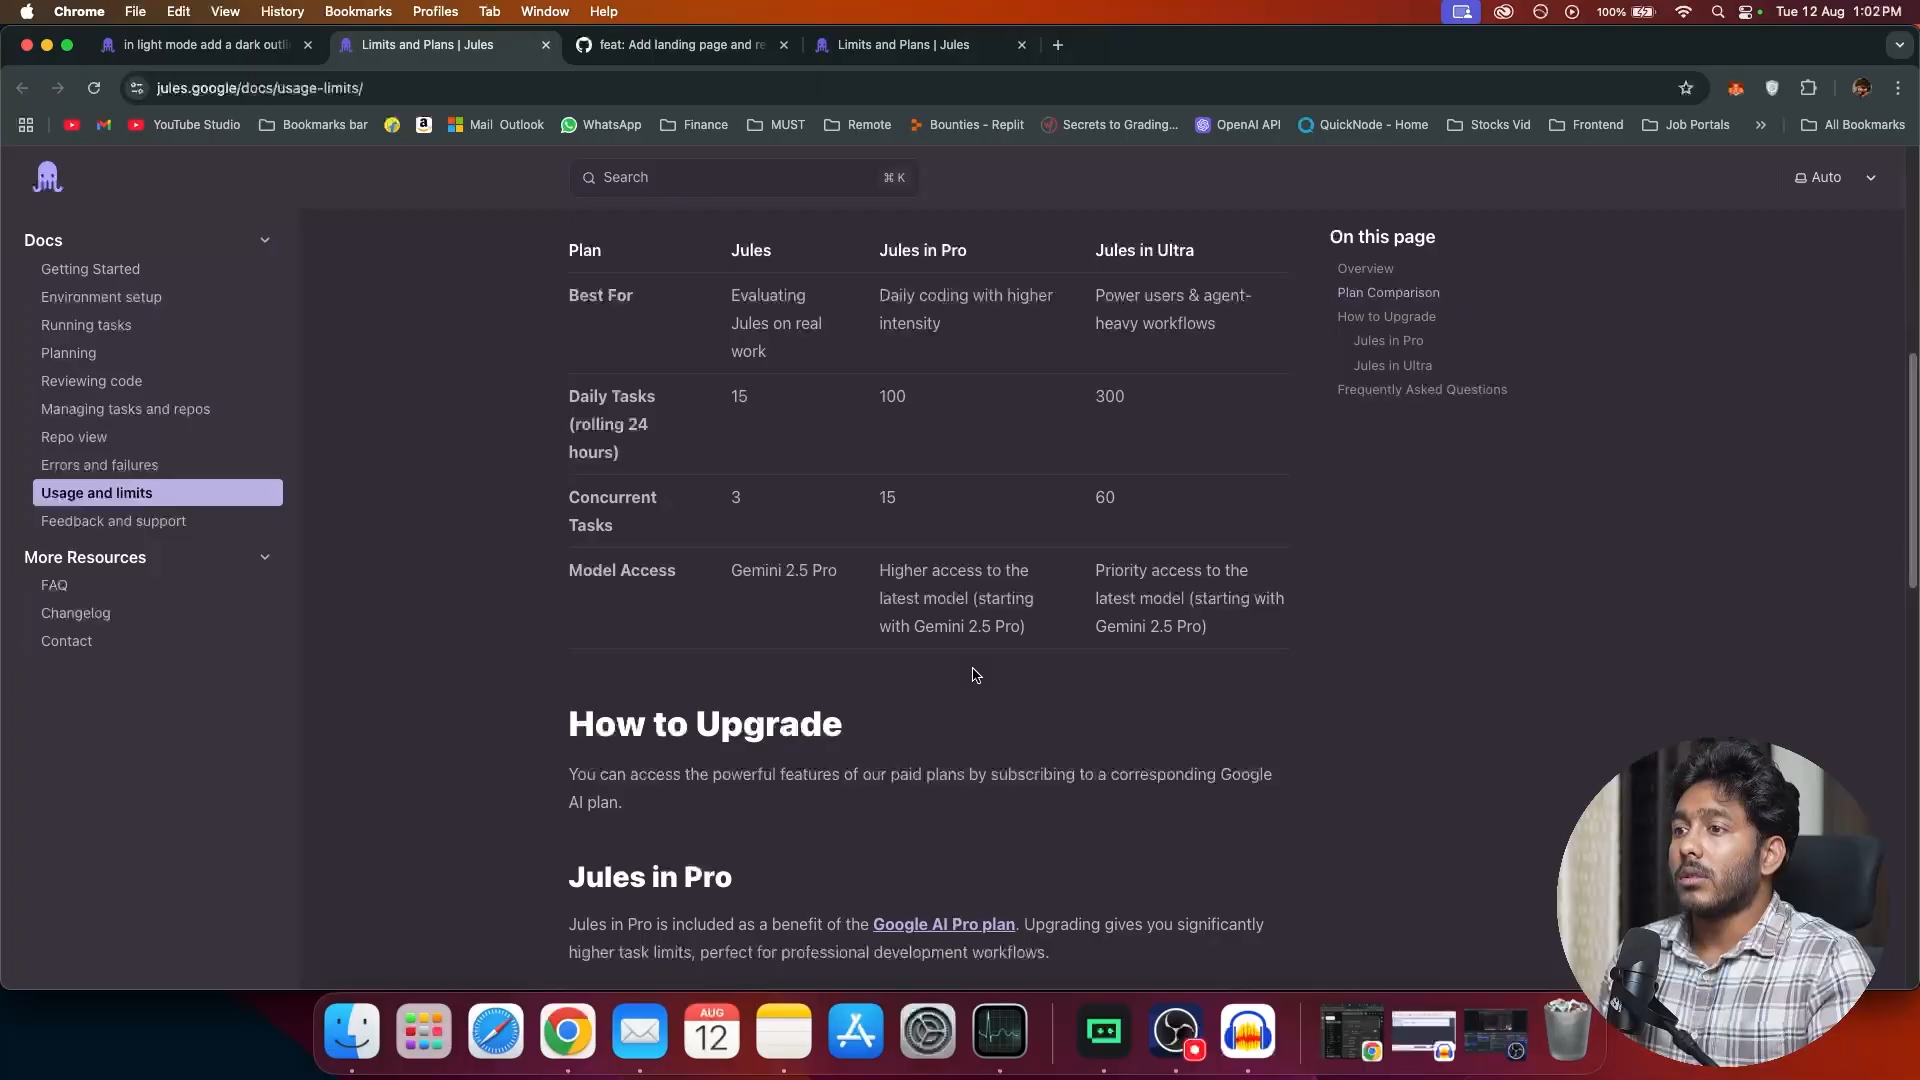 Chrome File Edit View History Bookmarks Profiles Tab Window Help 100% Tue 12 Aug 1:02 PM
in light mode add a dark outli Limits and Plans | Jules feat: Add landing page and re Limits and Plans | Jules
jules.google/docs/usage-limits/
YouTube Studio Bookmarks bar Mail Outlook WhatsApp Finance MUST Remote Bounties - Replit Secrets to Grading... OpenAI API QuickNode - Home Stocks Vid Frontend Job Portals » All Bookmarks
Search ⌘ K Auto
Docs
Getting Started
Environment setup
Running tasks
Planning
Reviewing code
Managing tasks and repos
Repo view
Errors and failures
Usage and limits
Feedback and support
More Resources
FAQ
Changelog
Contact
Plan Jules Jules in Pro Jules in Ultra
Best For Evaluating Daily coding with higher Power users & agent-
Jules on real intensity heavy workflows
work
Daily Tasks 15 100 300
(rolling 24
hours)
Concurrent 3 15 60
Tasks
Model Access Gemini 2.5 Pro Higher access to the Priority access to the
latest model (starting latest model (starting with
with Gemini 2.5 Pro) Gemini 2.5 Pro)
How to Upgrade
You can access the powerful features of our paid plans by subscribing to a corresponding Google
AI plan.
Jules in Pro
Jules in Pro is included as a benefit of the Google AI Pro plan. Upgrading gives you significantly
higher task limits, perfect for professional development workflows.
On this page
Overview
Plan Comparison
How to Upgrade
Jules in Pro
Jules in Ultra
Frequently Asked Questions
AUG
12